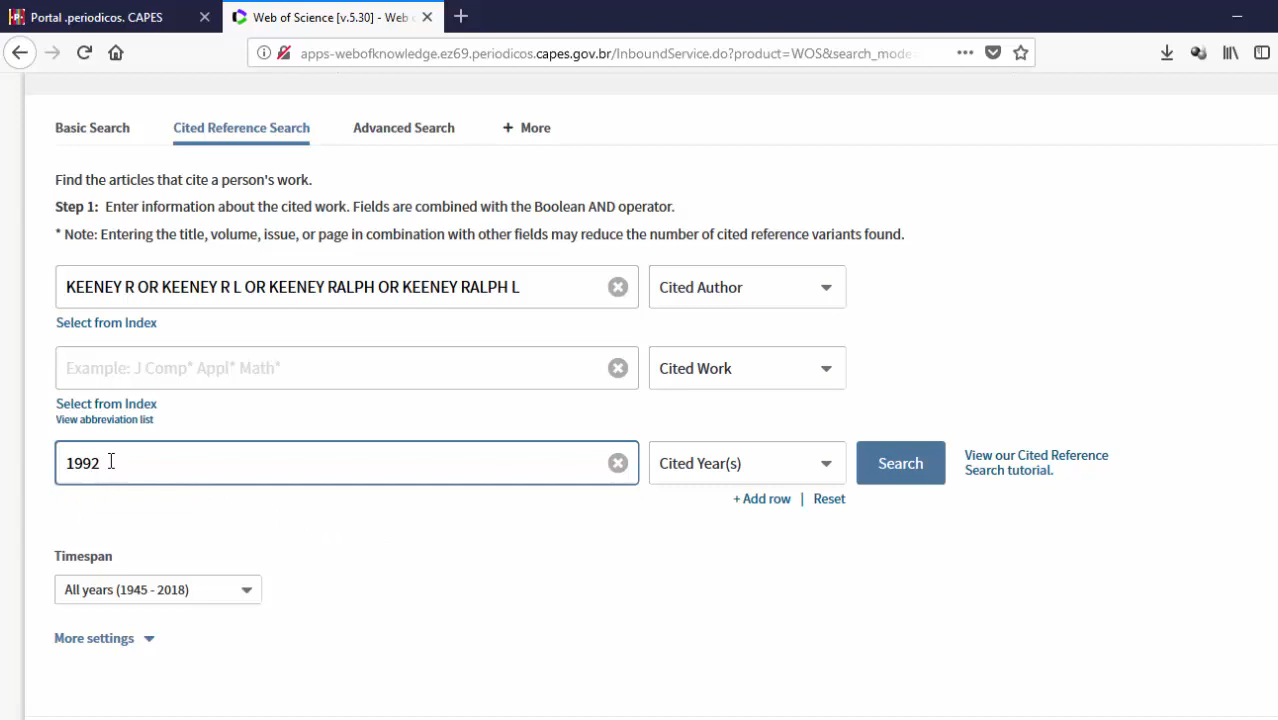 Portal .periodicos. CAPES
Web of Science [v.5.30] - Web
apps-webofknowledge.ez69.periodicos.capes.gov.br/InboundService.do?product=WOS&search_mode=
Basic Search Cited Reference Search Advanced Search + More
Find the articles that cite a person's work.
Step 1: Enter information about the cited work. Fields are combined with the Boolean AND operator.
* Note: Entering the title, volume, issue, or page in combination with other fields may reduce the number of cited reference variants found.
KEENEY R OR KEENEY R L OR KEENEY RALPH OR KEENEY RALPH L Cited Author
Select from Index
Example: J Comp* Appl* Math* Cited Work
Select from Index
View abbreviation list
1992 Cited Year(s) Search
View our Cited Reference
Search tutorial.
+ Add row | Reset
Timespan
All years (1945 - 2018)
More settings